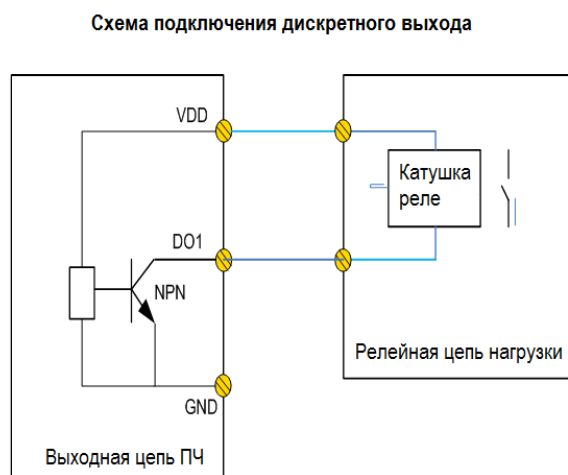 Схема подключения дискретного выхода
VDD
Катушка
реле
DO1
NPN
Релейная цепь нагрузки
GND
Выходная цепь ПЧ